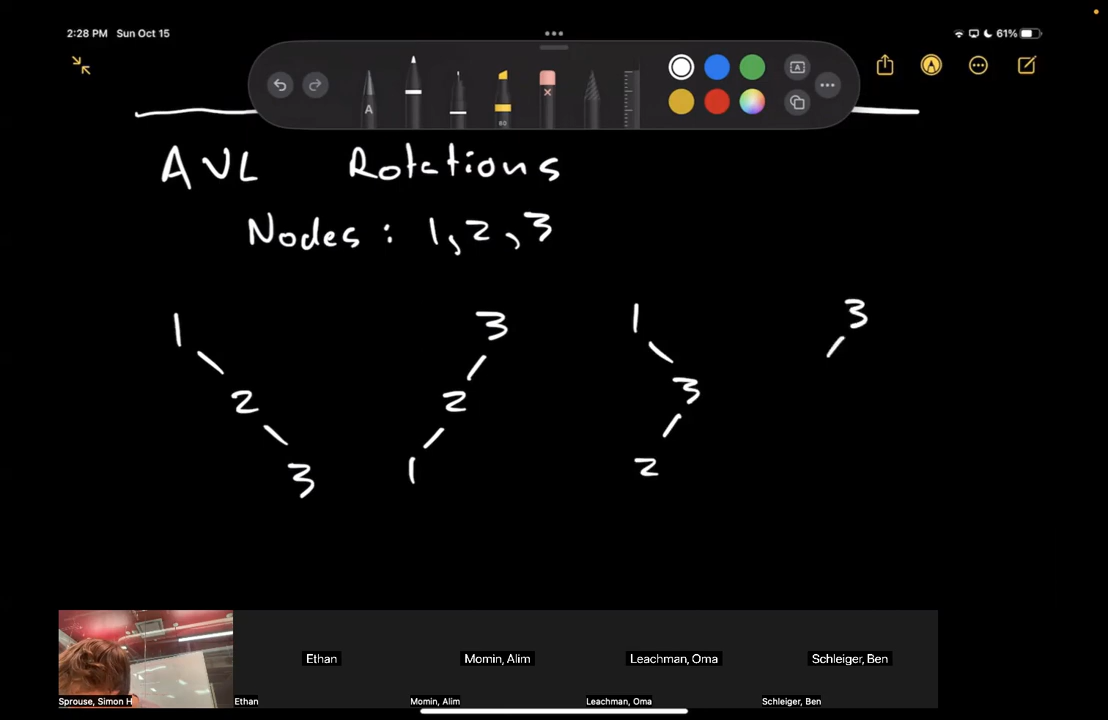 2:28 PM Sun Oct 15
61%
A
80
A
AVL Rotations
Nodes: 1, 2, 3
1 3 1 3
2 2 3
3 1 2
Ethan
Momin, Alim
Leachman, Oma
Schleiger, Ben
Sprouse, Simon H
Ethan
Momin, Alim
Leachman, Oma
Schleiger, Ben